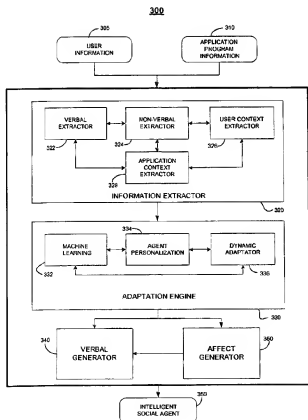 300
305
310
USER
INFORMATION
APPLICATION
PROGRAM
INFORMATION
VERBAL
EXTRACTOR
322
NON-VERBAL
EXTRACTOR
324
USER CONTEXT
EXTRACTOR
326
APPLICATION
CONTEXT
EXTRACTOR
328
INFORMATION EXTRACTOR
320
334
MACHINE
LEARNING
332
AGENT
PERSONALIZATION
DYNAMIC
ADAPTATOR
336
ADAPTATION ENGINE
330
340
VERBAL
GENERATOR
AFFECT
GENERATOR
350
INTELLIGENT
SOCIAL AGENT